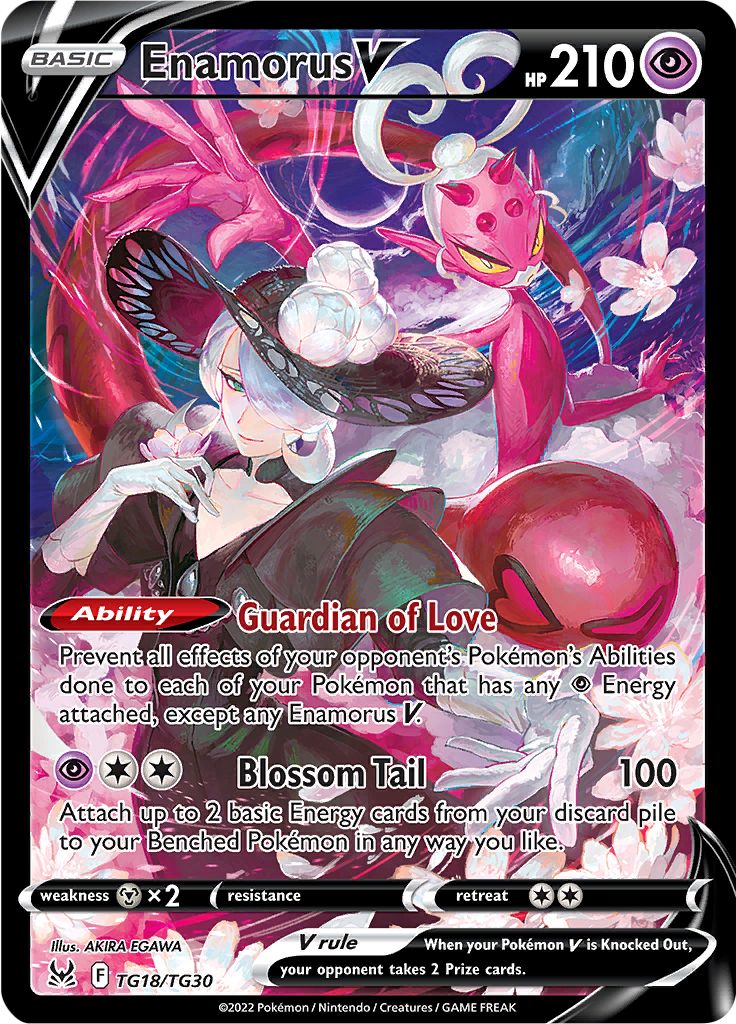 BASIC Enamorus V HP 210
Ability Guardian of Love
Prevent all effects of your opponent's Pokémon's Abilities
done to each of your Pokémon that has any Energy
attached, except any Enamorus V.
Blossom Tail 100
Attach up to 2 basic Energy cards from your discard pile
to your Benched Pokémon in any way you like.
weakness ×2 resistance retreat
illus. AKIRA EGAWA
V rule When your Pokémon V is Knocked Out,
your opponent takes 2 Prize cards.
F TG18/TG30
©2022 Pokémon / Nintendo / Creatures / GAME FREAK